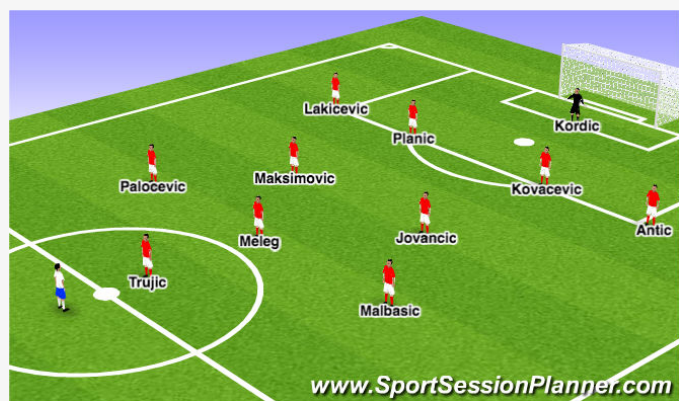 Lakicevic
Kordic
Planic
Maksimovic
Palocevic
Kovacevic
Antic
Meleg
Jovancic
Trujic
Malbasic
www.SportSessionPlanner.com